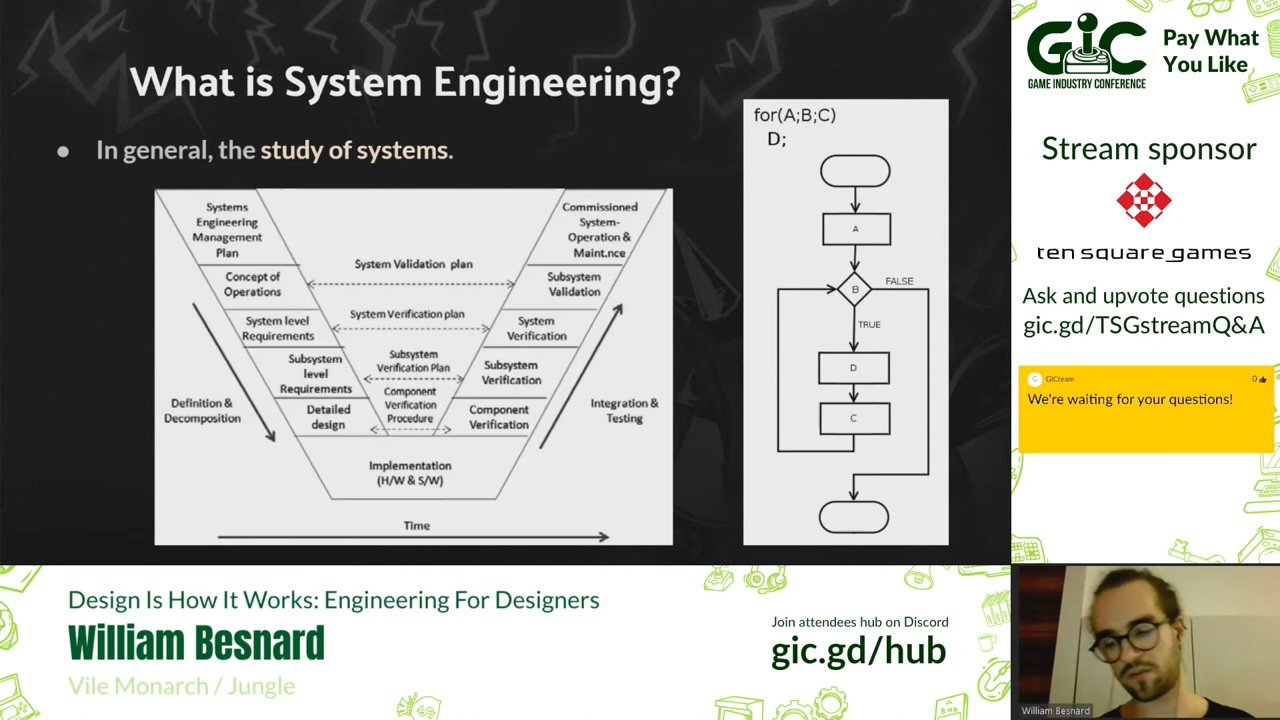 What is System Engineering?
● In general, the study of systems.
Systems
Engineering
Management
Plan
Concept of
Operations
System level
Requirements
Subsystem
level
Requirements
Detailed
design
Definition &
Decomposition
System Validation plan
System Verification plan
Subsystem
Verification Plan
Component
Verification
Procedure
Commissioned
System-
Operation &
Maint.nce
Subsystem
Validation
System
Verification
Subsystem
Verification
Component
Verification
Integration &
Testing
Implementation
(H/W & S/W)
Time
for(A;B;C)
D;
A
B
FALSE
TRUE
D
C
GIC
GAME INDUSTRY CONFERENCE
Pay What
You Like
Stream sponsor
ten square games
Ask and upvote questions
gic.gd/TSGstreamQ&A
G
GICteam
0
We're waiting for your questions!
Design Is How It Works: Engineering For Designers
William Besnard
Vile Monarch / Jungle
Join attendees hub on Discord
gic.gd/hub
William Besnard